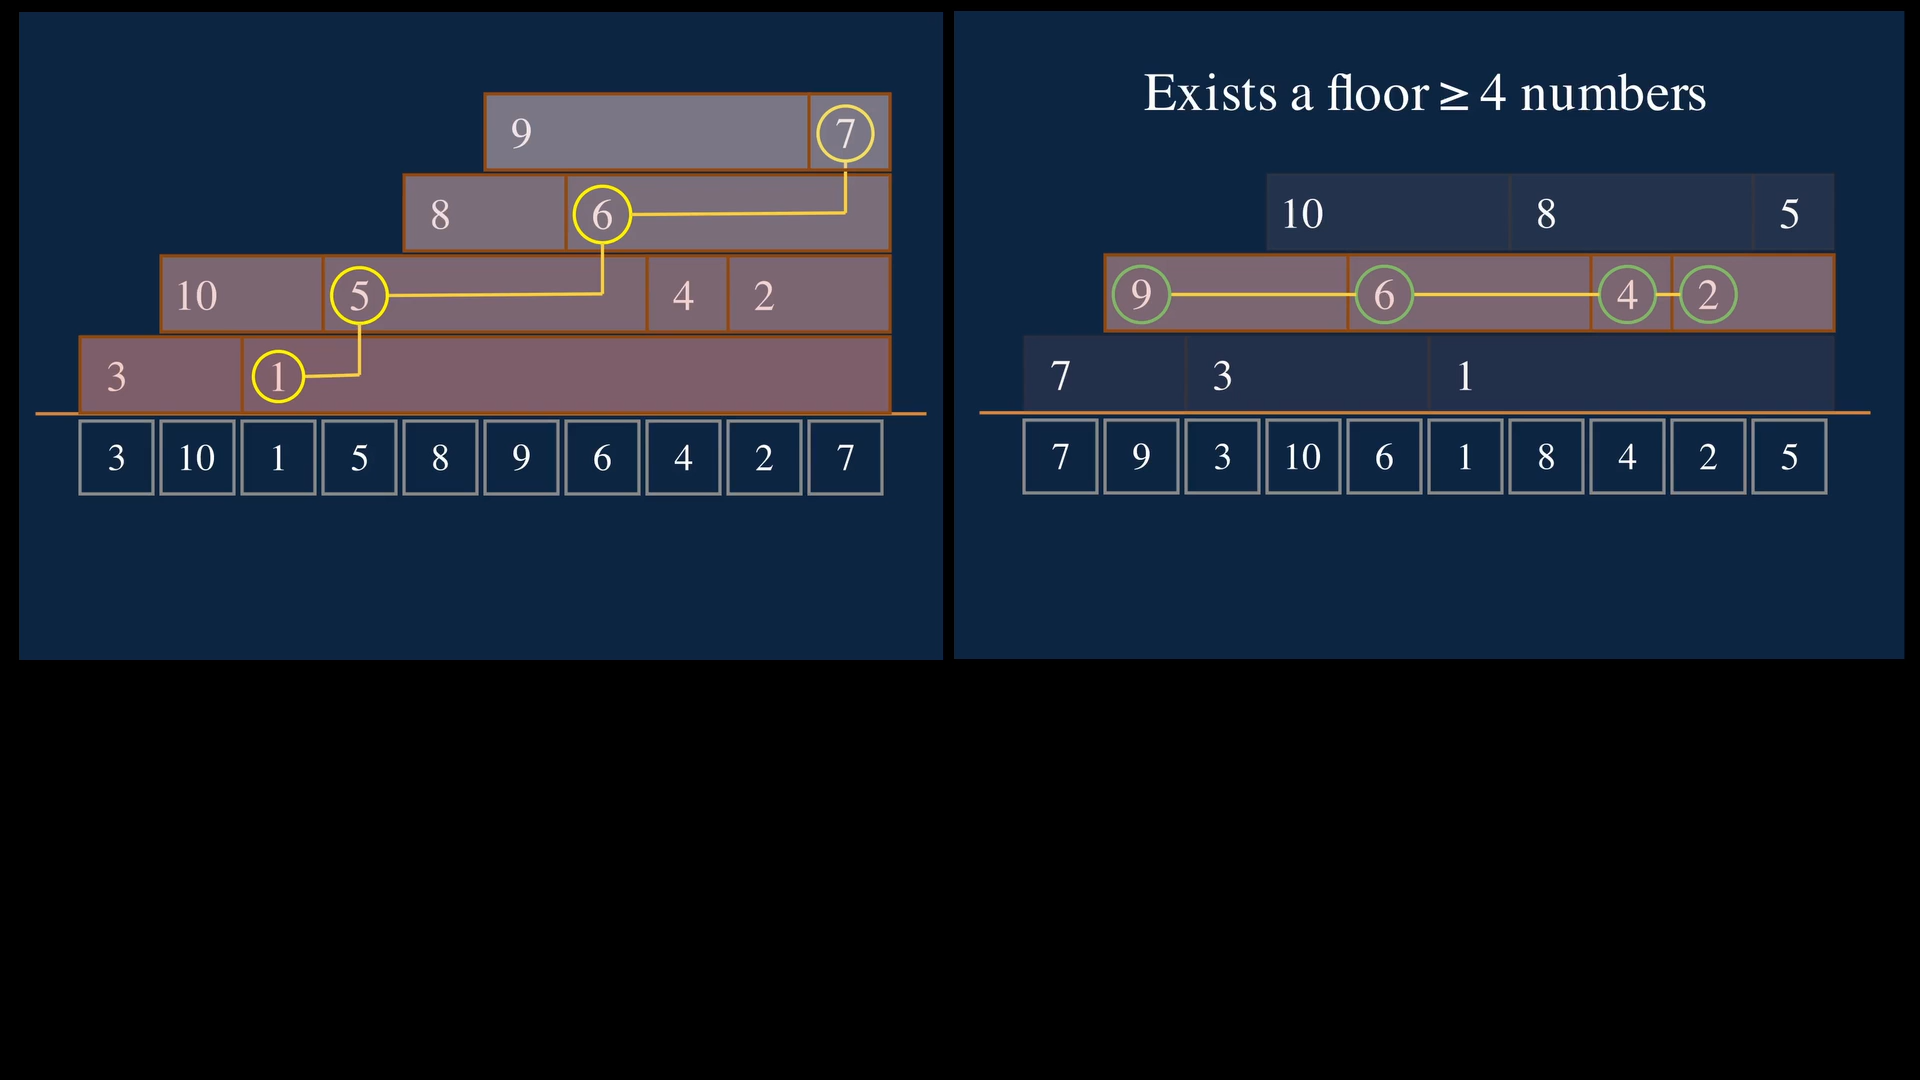 9 7
8 6
10 5 4 2
3 1
3 10 1 5 8 9 6 4 2 7
Exists a floor ≥ 4 numbers
10 8 5
9 6 4 2
7 3 1
7 9 3 10 6 1 8 4 2 5